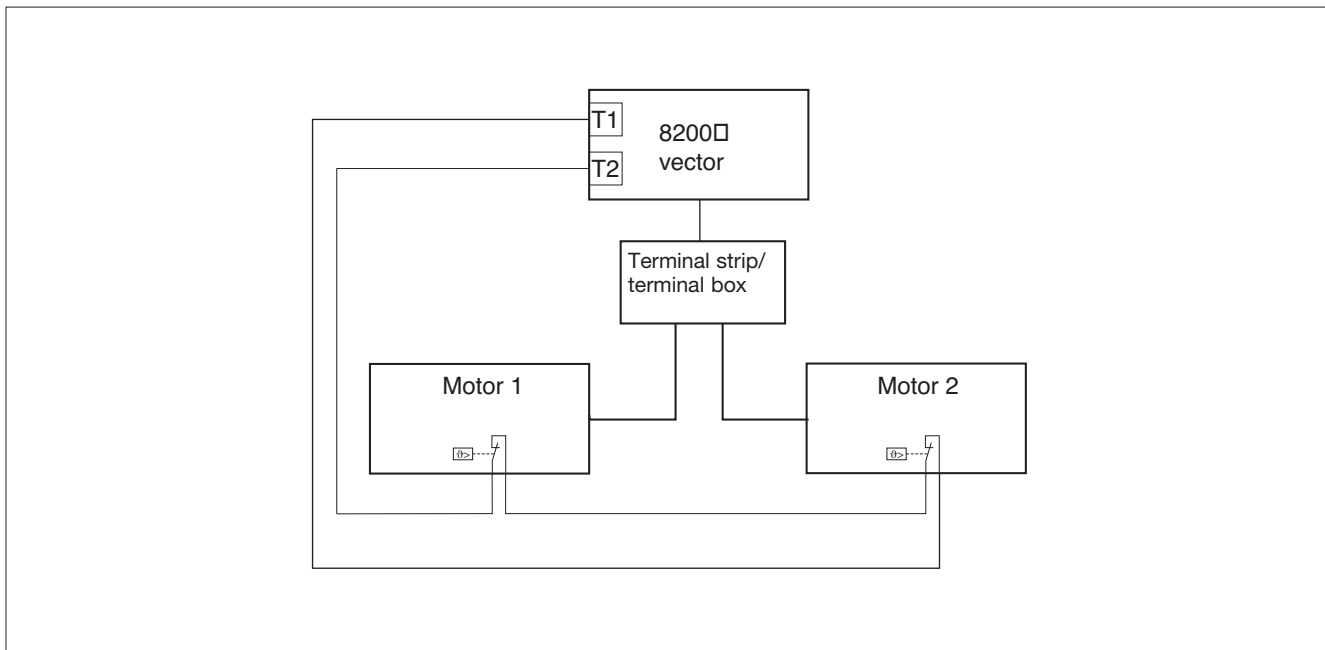 T1
8200□
vector
T2
Terminal strip/
terminal box
Motor 1
Motor 2
ϑ>
ϑ>